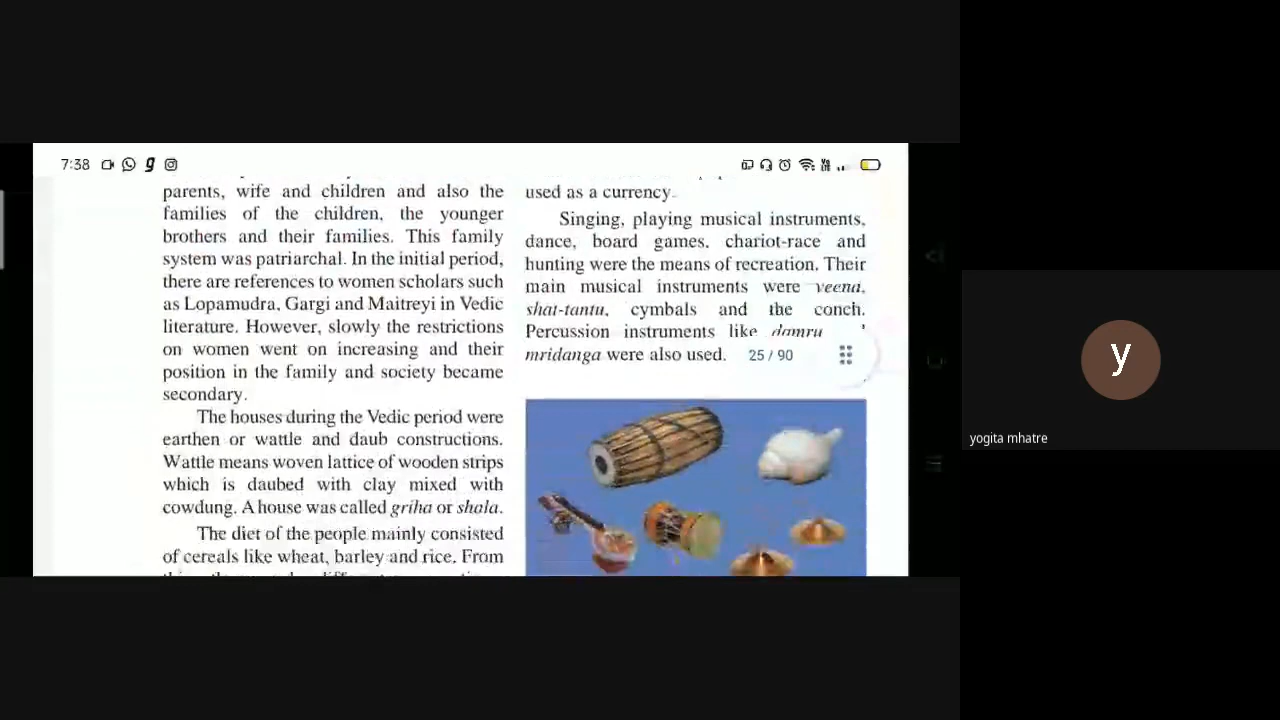 7:38
parents, wife and children and also the
families of the children, the younger
brothers and their families. This family
system was patriarchal. In the initial period,
there are references to women scholars such
as Lopamudra, Gargi and Maitreyi in Vedic
literature. However, slowly the restrictions
on women went on increasing and their
position in the family and society became
secondary.
The houses during the Vedic period were
earthen or wattle and daub constructions.
Wattle means woven lattice of wooden strips
which is daubed with clay mixed with
cowdung. A house was called griha or shala.
The diet of the people mainly consisted
of cereals like wheat, barley and rice. From
used as a currency.
Singing, playing musical instruments,
dance, board games, chariot-race and
hunting were the means of recreation. Their
main musical instruments were veena,
shat-tantu, cymbals and the conch.
Percussion instruments like damru
mridanga were also used.
25 / 90
y
yogita mhatre